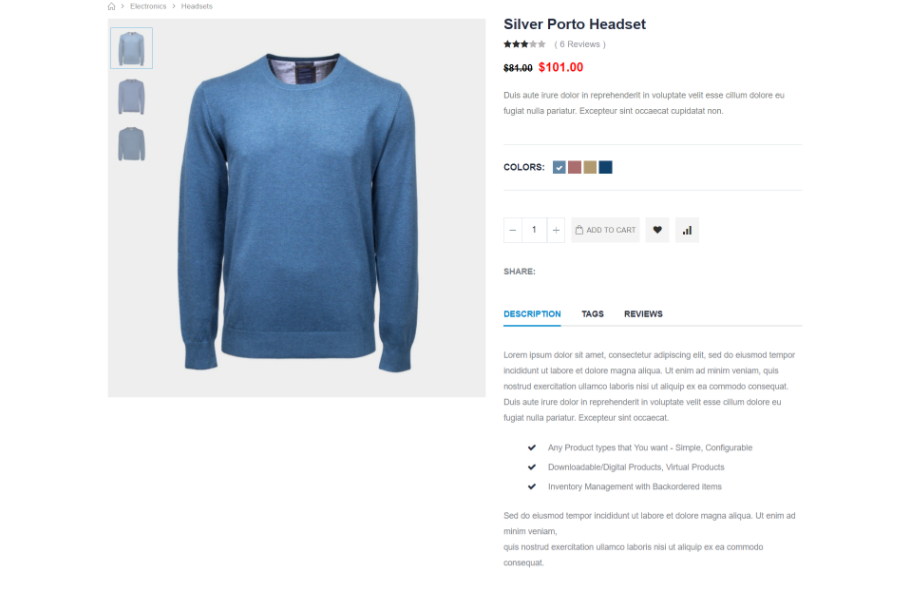 Electronics > Headsets
Silver Porto Headset
( 6 Reviews )
$81.00 $101.00
Duis aute irure dolor in reprehenderit in voluptate velit esse cillum dolore eu
fugiat nulla pariatur. Excepteur sint occaecat cupidatat non.
COLORS:
− 1 +
ADD TO CART
SHARE:
DESCRIPTION TAGS REVIEWS
Lorem ipsum dolor sit amet, consectetur adipiscing elit, sed do eiusmod tempor
incididunt ut labore et dolore magna aliqua. Ut enim ad minim veniam, quis
nostrud exercitation ullamco laboris nisi ut aliquip ex ea commodo consequat.
Duis aute irure dolor in reprehenderit in voluptate velit esse cillum dolore eu
fugiat nulla pariatur. Excepteur sint occaecat.
Any Product types that You want - Simple, Configurable
Downloadable/Digital Products, Virtual Products
Inventory Management with Backordered items
Sed do eiusmod tempor incididunt ut labore et dolore magna aliqua. Ut enim ad
minim veniam,
quis nostrud exercitation ullamco laboris nisi ut aliquip ex ea commodo
consequat.